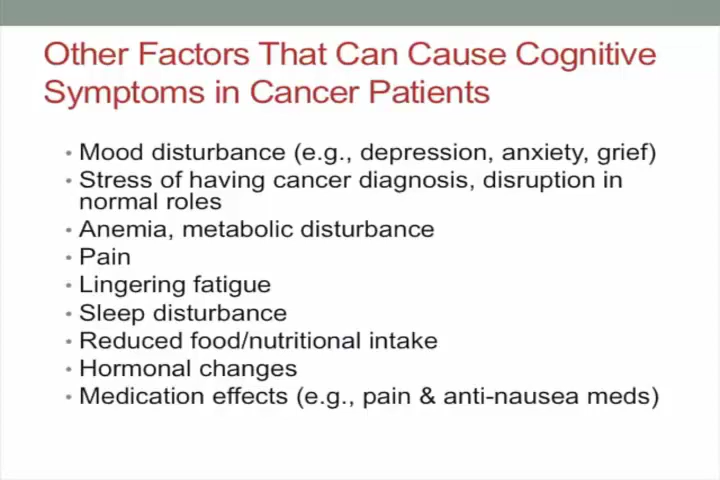 Other Factors That Can Cause Cognitive
Symptoms in Cancer Patients
• Mood disturbance (e.g., depression, anxiety, grief)
• Stress of having cancer diagnosis, disruption in
normal roles
• Anemia, metabolic disturbance
• Pain
• Lingering fatigue
• Sleep disturbance
• Reduced food/nutritional intake
• Hormonal changes
• Medication effects (e.g., pain & anti-nausea meds)